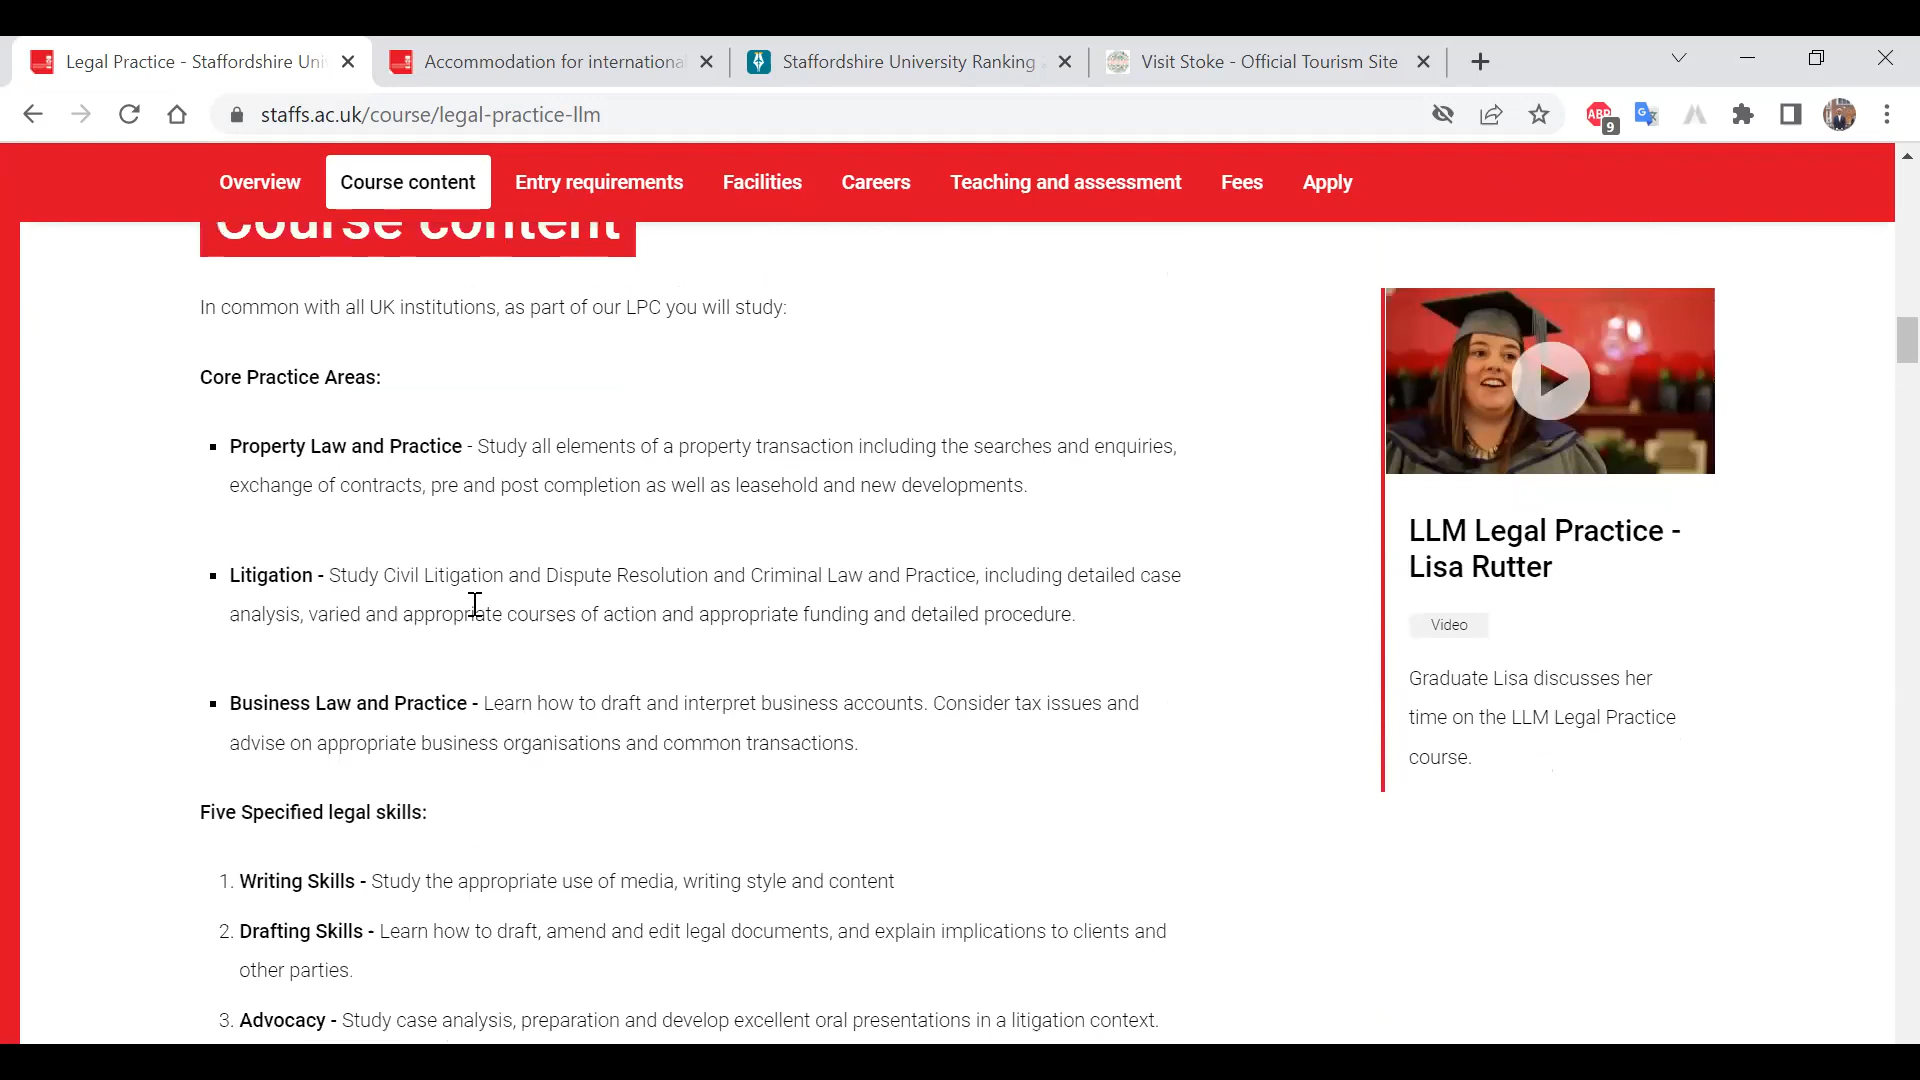 Legal Practice - Staffordshire Uni
Accommodation for internationa
Staffordshire University Ranking
Visit Stoke - Official Tourism Site
staffs.ac.uk/course/legal-practice-llm
ABP
9
Overview
Course content
Entry requirements
Facilities
Careers
Teaching and assessment
Fees
Apply
Course content
In common with all UK institutions, as part of our LPC you will study:
Core Practice Areas:
Property Law and Practice - Study all elements of a property transaction including the searches and enquiries,
exchange of contracts, pre and post completion as well as leasehold and new developments.
Litigation - Study Civil Litigation and Dispute Resolution and Criminal Law and Practice, including detailed case
analysis, varied and appropriate courses of action and appropriate funding and detailed procedure.
Business Law and Practice - Learn how to draft and interpret business accounts. Consider tax issues and
advise on appropriate business organisations and common transactions.
Five Specified legal skills:
1. Writing Skills - Study the appropriate use of media, writing style and content
2. Drafting Skills - Learn how to draft, amend and edit legal documents, and explain implications to clients and
other parties.
3. Advocacy - Study case analysis, preparation and develop excellent oral presentations in a litigation context.
LLM Legal Practice -
Lisa Rutter
Video
Graduate Lisa discusses her
time on the LLM Legal Practice
course.